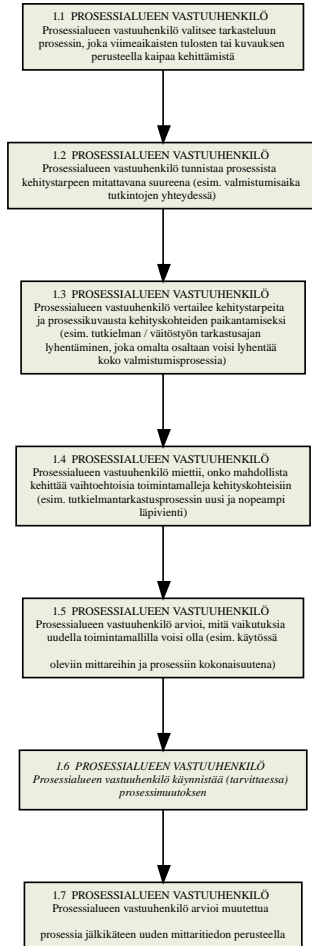 1.1 PROSESSIALUEEN VASTUUHENKILÖ
Prosessialueen vastuuhenkilö valitsee tarkasteluun
prosessin, joka viimeaikaisten tulosten tai kuvauksen
perusteella kaipaa kehittämistä
1.2 PROSESSIALUEEN VASTUUHENKILÖ
Prosessialueen vastuuhenkilö tunnistaa prosessista
kehitystarpeen mitattavana suureena (esim. valmistumisaika
tutkintojen yhteydessä)
1.3 PROSESSIALUEEN VASTUUHENKILÖ
Prosessialueen vastuuhenkilö vertailee kehitystarpeita
ja prosessikuvausta kehityskohteiden paikantamiseksi
(esim. tutkielman / väitöstyön tarkastusajan
lyhentäminen, joka omalta osaltaan voisi lyhentää
koko valmistumisprosessia)
1.4 PROSESSIALUEEN VASTUUHENKILÖ
Prosessialueen vastuuhenkilö miettii, onko mahdollista
kehittää vaihtoehtoisia toimintamalleja kehityskohteisiin
(esim. tutkielmantarkastusprosessin uusi ja nopeampi
läpivienti)
1.5 PROSESSIALUEEN VASTUUHENKILÖ
Prosessialueen vastuuhenkilö arvioi, mitä vaikutuksia
uudella toimintamallilla voisi olla (esim. käytössä
oleviin mittareihin ja prosessiin kokonaisuutena)
1.6 PROSESSIALUEEN VASTUUHENKILÖ
Prosessialueen vastuuhenkilö käynnistää (tarvittaessa)
prosessimuutoksen
1.7 PROSESSIALUEEN VASTUUHENKILÖ
Prosessialueen vastuuhenkilö arvioi muutettua
prosessia jälkikäteen uuden mittaritiedon perusteella